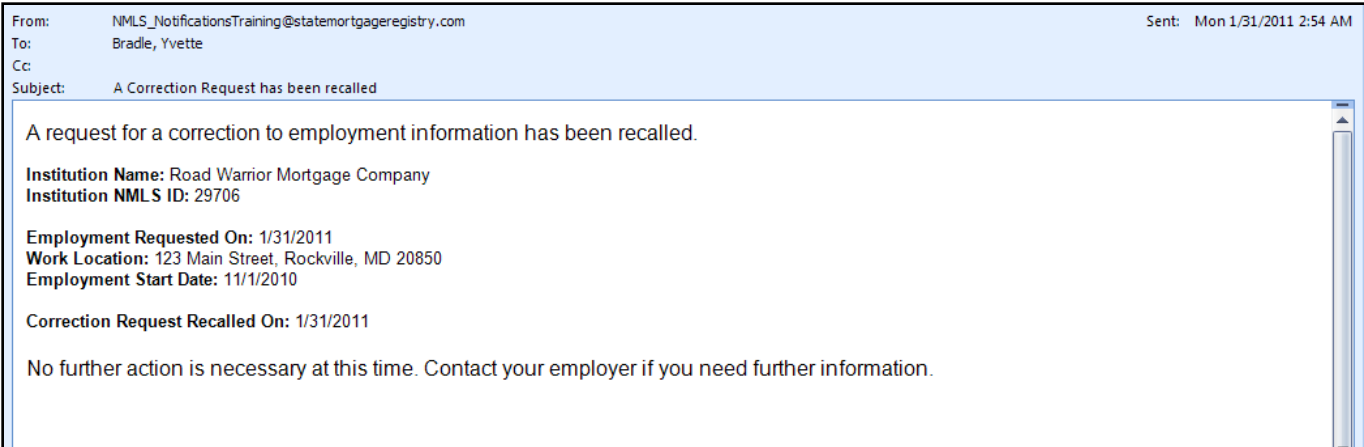 From: NMLS_NotificationsTraining@statemortgageregistry.com Sent: Mon 1/31/2011 2:54 AM
To: Bradle, Yvette
Cc:
Subject: A Correction Request has been recalled
A request for a correction to employment information has been recalled.
Institution Name: Road Warrior Mortgage Company
Institution NMLS ID: 29706
Employment Requested On: 1/31/2011
Work Location: 123 Main Street, Rockville, MD 20850
Employment Start Date: 11/1/2010
Correction Request Recalled On: 1/31/2011
No further action is necessary at this time. Contact your employer if you need further information.